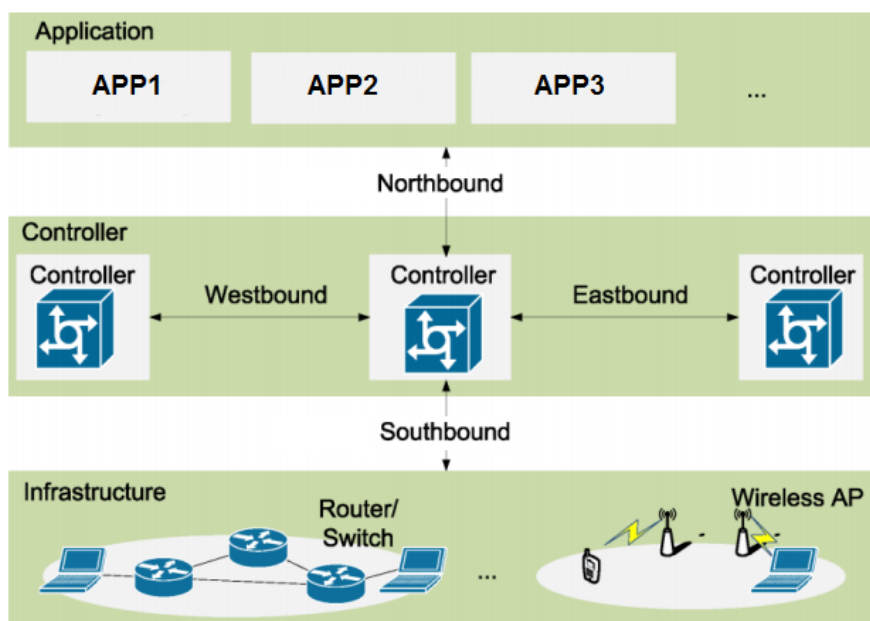 Application
APP1
APP2
APP3
...
Northbound
Controller
Controller
Westbound
Controller
Eastbound
Controller
Southbound
Infrastructure
Router/
Switch
...
Wireless AP